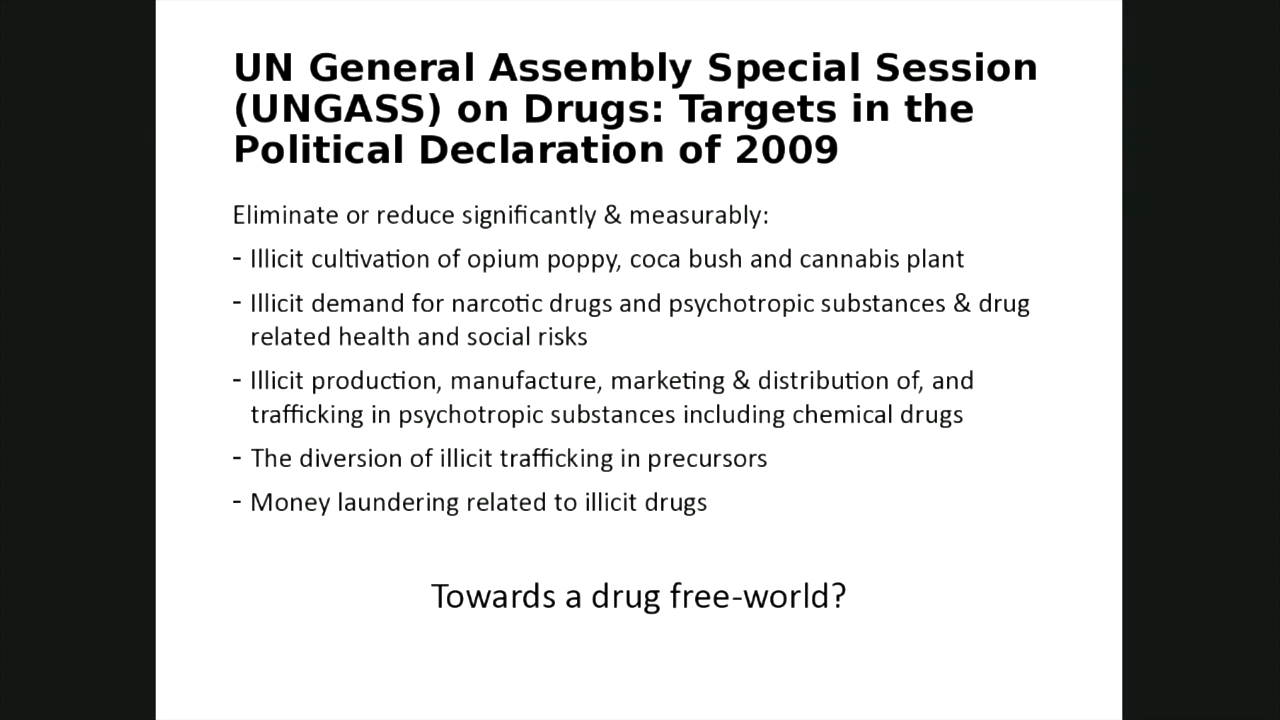 UN General Assembly Special Session
(UNGASS) on Drugs: Targets in the
Political Declaration of 2009
Eliminate or reduce significantly & measurably:
- Illicit cultivation of opium poppy, coca bush and cannabis plant
- Illicit demand for narcotic drugs and psychotropic substances & drug
related health and social risks
- Illicit production, manufacture, marketing & distribution of, and
trafficking in psychotropic substances including chemical drugs
- The diversion of illicit trafficking in precursors
- Money laundering related to illicit drugs
Towards a drug free-world?